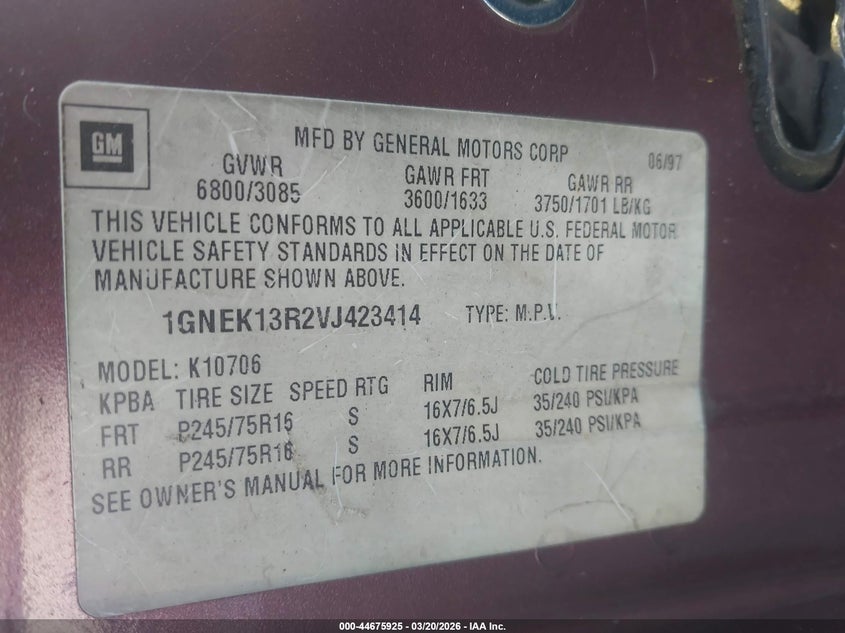 GM
MFD BY GENERAL MOTORS CORP 06/97
GVWR GAWR FRT GAWR RR
6800/3085 3600/1633 3750/1701 LB/KG
THIS VEHICLE CONFORMS TO ALL APPLICABLE U.S. FEDERAL MOTOR
VEHICLE SAFETY STANDARDS IN EFFECT ON THE DATE OF
MANUFACTURE SHOWN ABOVE.
1GNEK13R2VJ423414 TYPE: M.P.V.
MODEL: K10706
KPBA TIRE SIZE SPEED RTG RIM COLD TIRE PRESSURE
FRT P245/75R16 S 16X7/6.5J 35/240 PSI/KPA
RR P245/75R16 S 16X7/6.5J 35/240 PSI/KPA
SEE OWNER'S MANUAL FOR MORE INFORMATION.
000-44675925 - 03/20/2026 - IAA Inc.